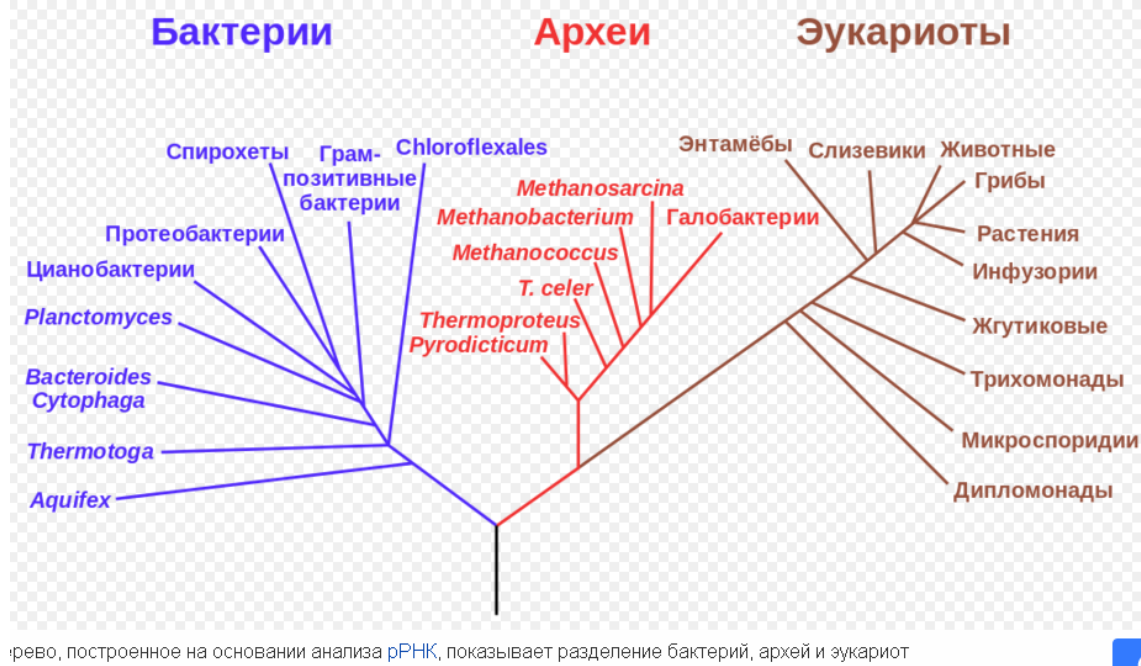 Бактерии
Археи
Эукариоты
Спирохеты
Грам-
позитивные
бактерии
Chloroflexales
Протеобактерии
Цианобактерии
Planctomyces
Bacteroides
Cytophaga
Thermotoga
Aquifex
Methanosarcina
Methanobacterium
Галобактерии
Methanococcus
T. celer
Thermoproteus
Pyrodicticum
Энтамёбы
Слизевики
Животные
Грибы
Растения
Инфузории
Жгутиковые
Трихомонады
Микроспоридии
Дипломонады
рево, построенное на основании анализа рРНК, показывает разделение бактерий, архей и эукариот